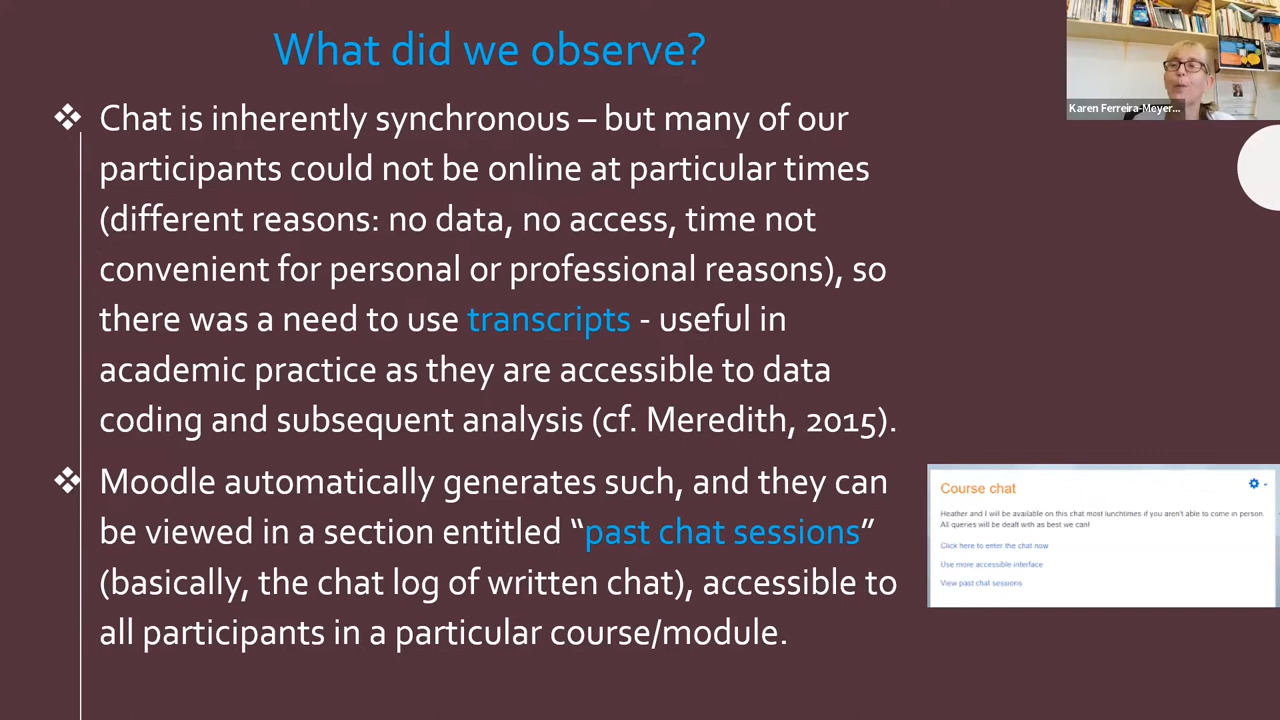 What did we observe?
Karen Ferreira-Meyer...
❖ Chat is inherently synchronous – but many of our
participants could not be online at particular times
(different reasons: no data, no access, time not
convenient for personal or professional reasons), so
there was a need to use transcripts - useful in
academic practice as they are accessible to data
coding and subsequent analysis (cf. Meredith, 2015).
❖ Moodle automatically generates such, and they can
be viewed in a section entitled “past chat sessions”
(basically, the chat log of written chat), accessible to
all participants in a particular course/module.
Course chat
Heather and I will be available on this chat most lunchtimes if you aren't able to come in person.
All queries will be dealt with as best we can!
Click here to enter the chat now
Use more accessible interface
View past chat sessions